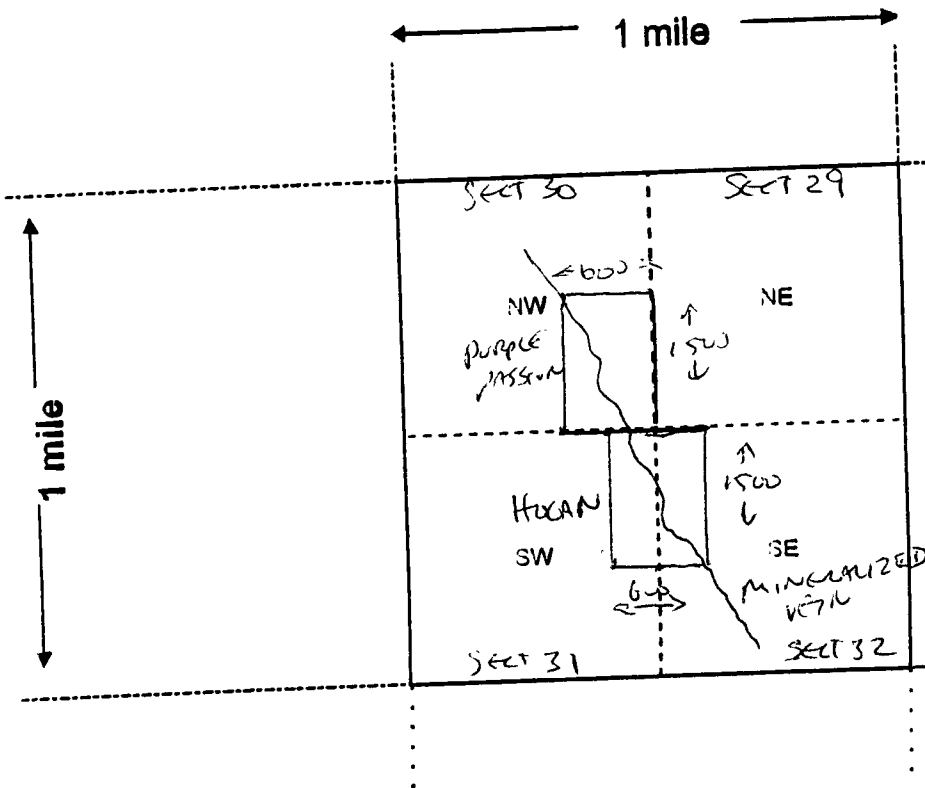 1 mile
SECT 30
SECT 29
600
NW
NE
PURPLE
PASSION
1500
1 mile
1500
HOGAN
SW
SE
600
MINERALIZED
VEIN
SECT 31
SECT 32